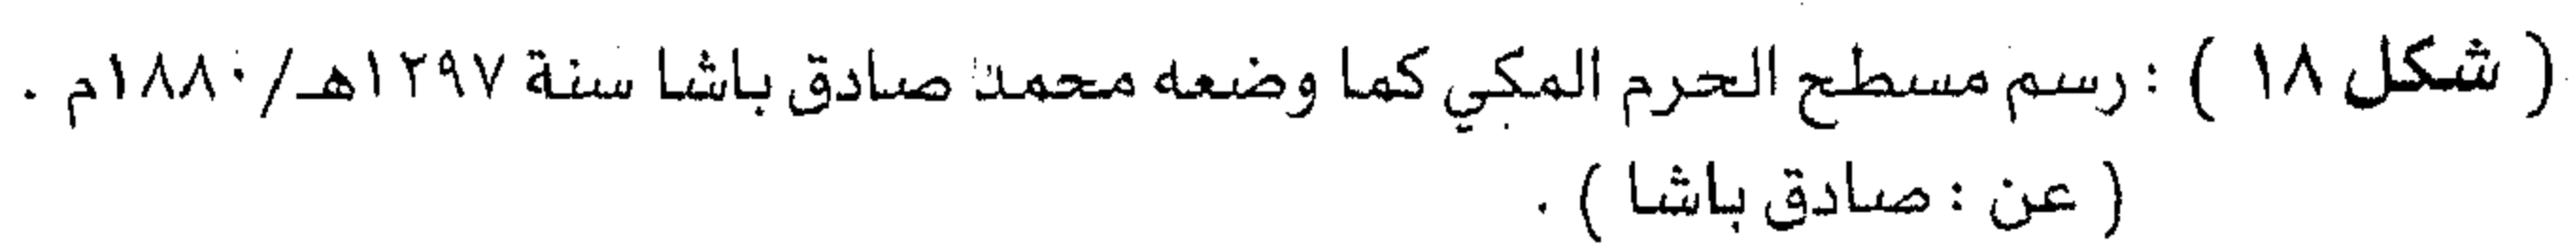 ( شكل ١٨ ) : رسم مسطح الحرم المكي كما وضعه محمد صادق باشا سنة ١٢٩٧هـ/١٨٨٠م .
( عن : صادق باشا ) .